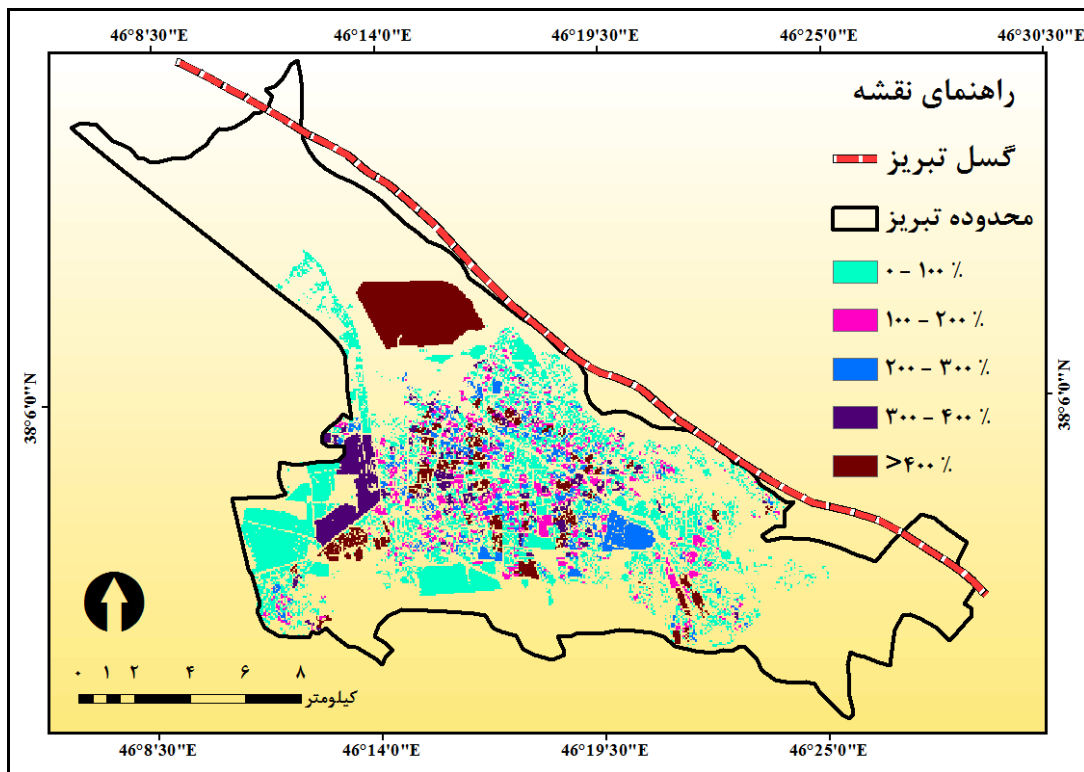 46°8'30"E 46°14'0"E 46°19'30"E 46°25'0"E 46°30'30"E
راهنمای نقشه
گسل تبریز
محدوده تبریز
۰ - ۱۰۰ %
۱۰۰ - ۲۰۰ %
۲۰۰ - ۳۰۰ %
۳۰۰ - ۴۰۰ %
>۴۰۰ %
38°6'0"N
38°6'0"N
۰ ۱ ۲ ۴ ۶ ۸
کیلومتر
46°8'30"E 46°14'0"E 46°19'30"E 46°25'0"E